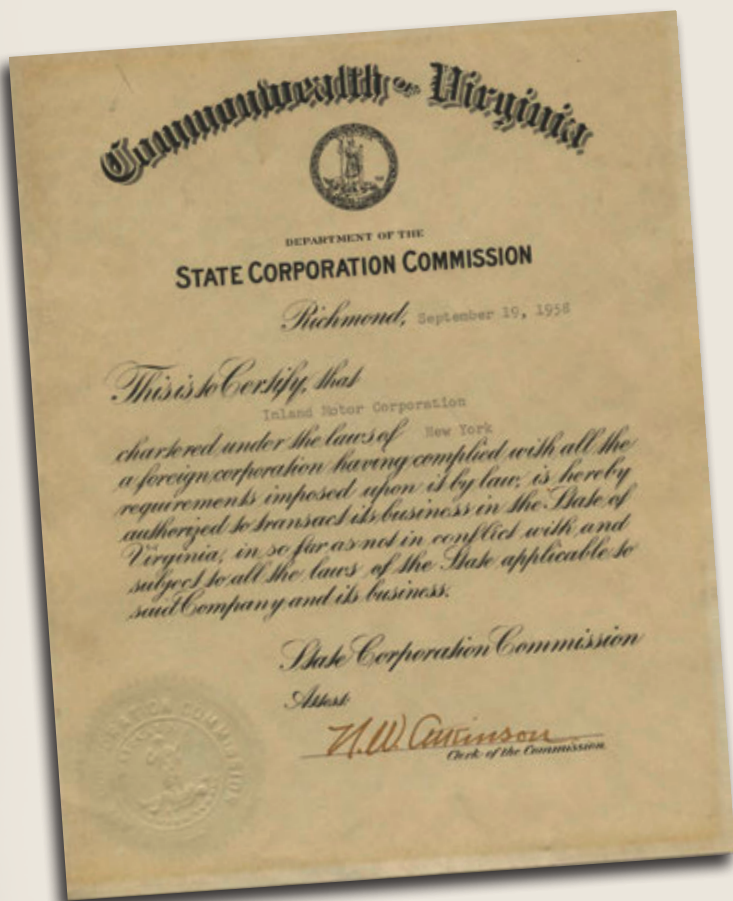 Commonwealth of Virginia
DEPARTMENT OF THE
STATE CORPORATION COMMISSION
Richmond, September 19, 1958
This is to Certify, that
Inland Motor Corporation
chartered under the laws of New York
a foreign corporation having complied with all the
requirements imposed upon it by law, is hereby
authorized to transact its business in the State of
Virginia, in so far as not in conflict with, and
subject to all the laws of the State applicable to
said Company and its business.
State Corporation Commission
Attest:
N.W. Atkinson
Clerk of the Commission.
CORPORATION COMMISSION